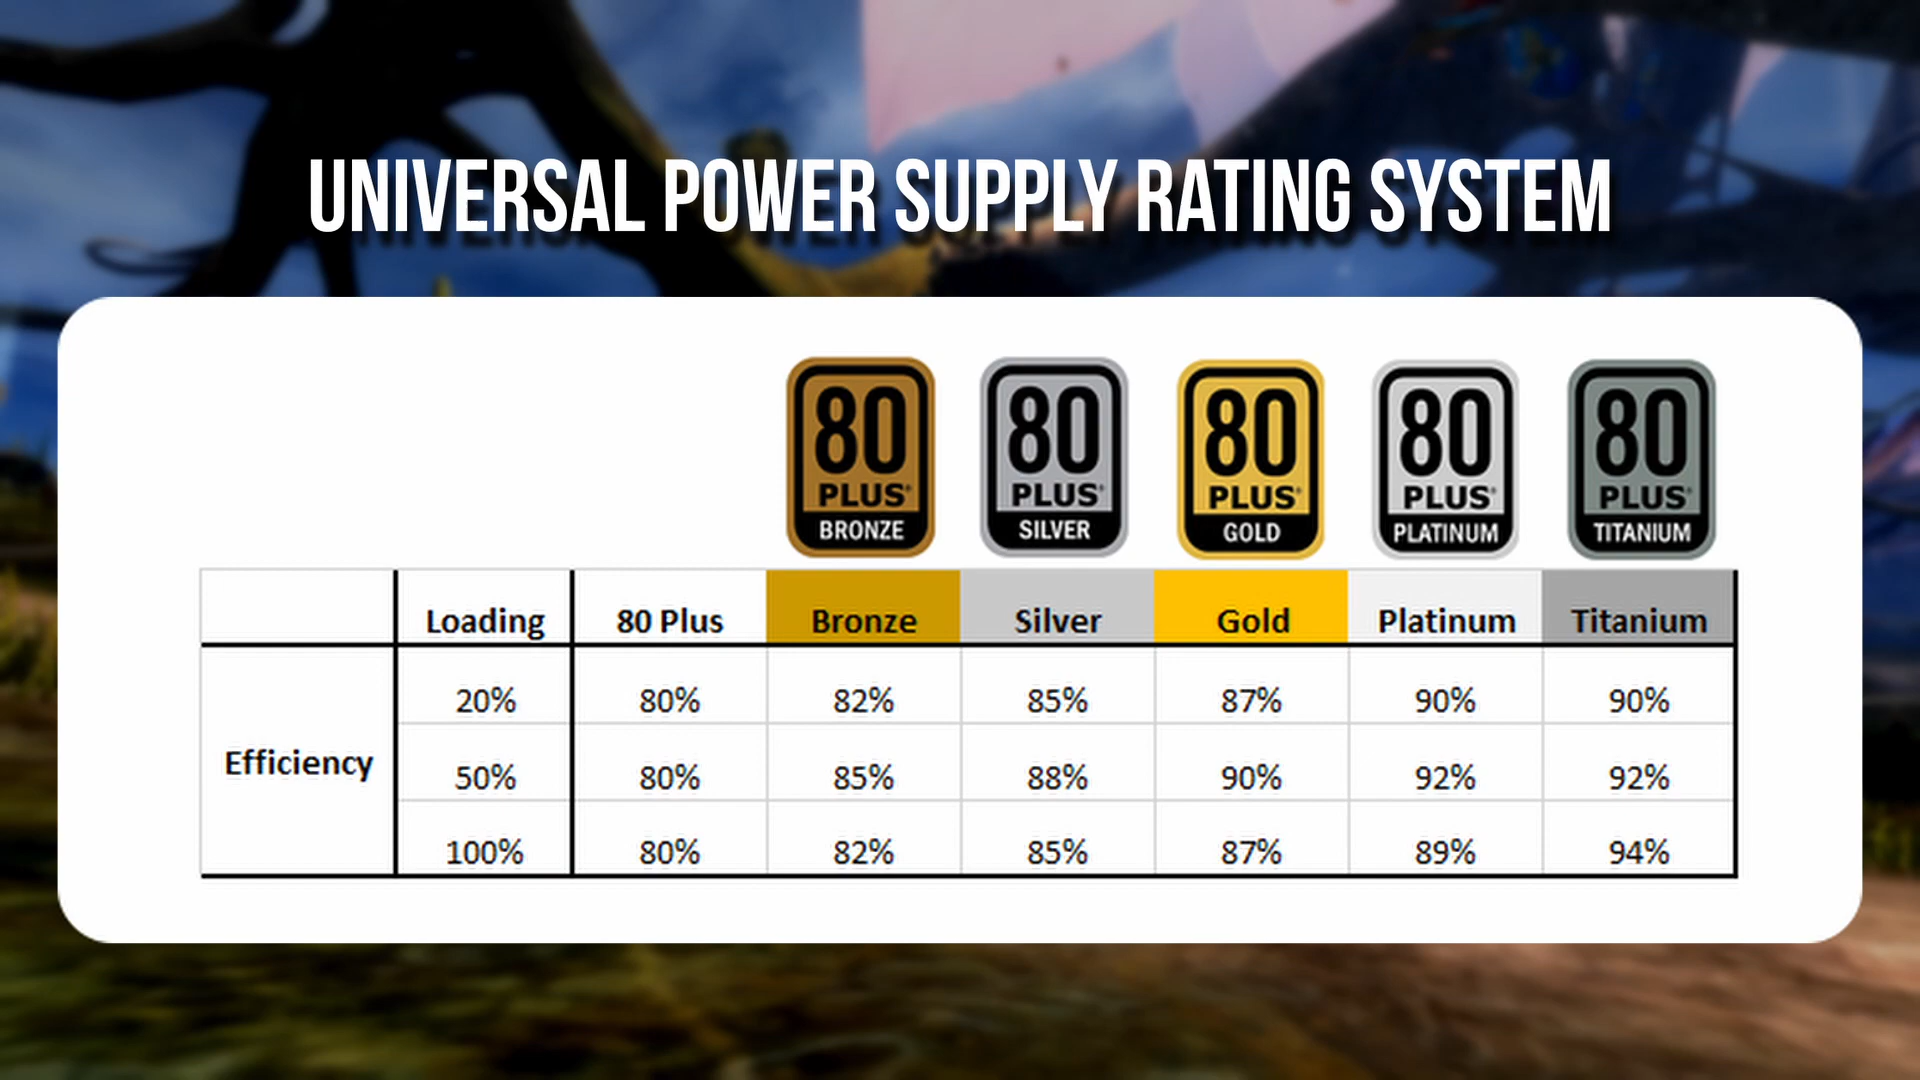 UNIVERSAL POWER SUPPLY RATING SYSTEM
80 80 80 80 80
PLUS® PLUS® PLUS® PLUS® PLUS®
BRONZE SILVER GOLD PLATINUM TITANIUM
Loading 80 Plus Bronze Silver Gold Platinum Titanium
20% 80% 82% 85% 87% 90% 90%
Efficiency
50% 80% 85% 88% 90% 92% 92%
100% 80% 82% 85% 87% 89% 94%